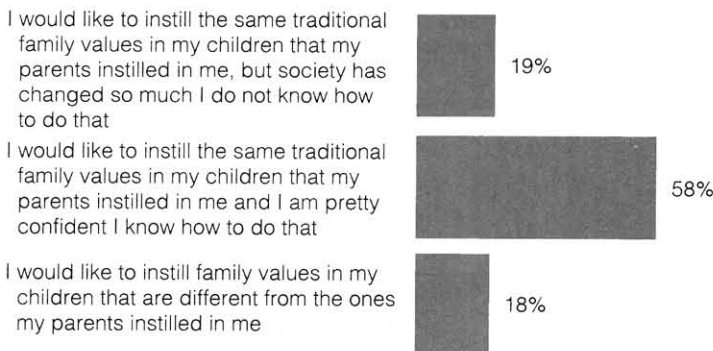 I would like to instill the same traditional
family values in my children that my
parents instilled in me, but society has
changed so much I do not know how
to do that
19%
I would like to instill the same traditional
family values in my children that my
parents instilled in me and I am pretty
confident I know how to do that
58%
I would like to instill family values in my
children that are different from the ones
my parents instilled in me
18%